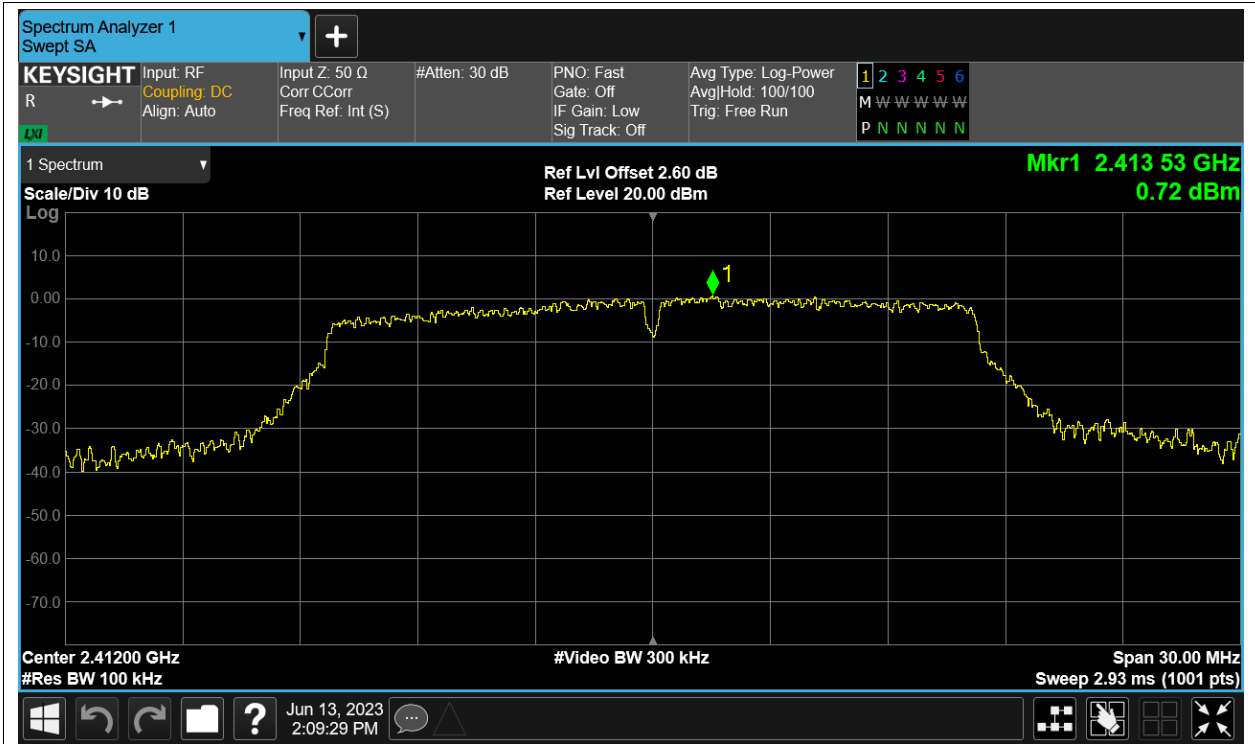 Spectrum Analyzer 1
Swept SA
KEYSIGHT
R
LXI
Input: RF
Coupling: DC
Align: Auto
Input Z: 50 Ω
Corr CCorr
Freq Ref: Int (S)
#Atten: 30 dB
PNO: Fast
Gate: Off
IF Gain: Low
Sig Track: Off
Avg Type: Log-Power
Avg|Hold: 100/100
Trig: Free Run
1 2 3 4 5 6
M W W W W W
P N N N N N
1 Spectrum
Scale/Div 10 dB
Ref Lvl Offset 2.60 dB
Ref Level 20.00 dBm
Mkr1 2.413 53 GHz
0.72 dBm
Log
10.0
0.00
-10.0
-20.0
-30.0
-40.0
-50.0
-60.0
-70.0
1
Center 2.41200 GHz
#Res BW 100 kHz
#Video BW 300 kHz
Span 30.00 MHz
Sweep 2.93 ms (1001 pts)
?
Jun 13, 2023
2:09:29 PM